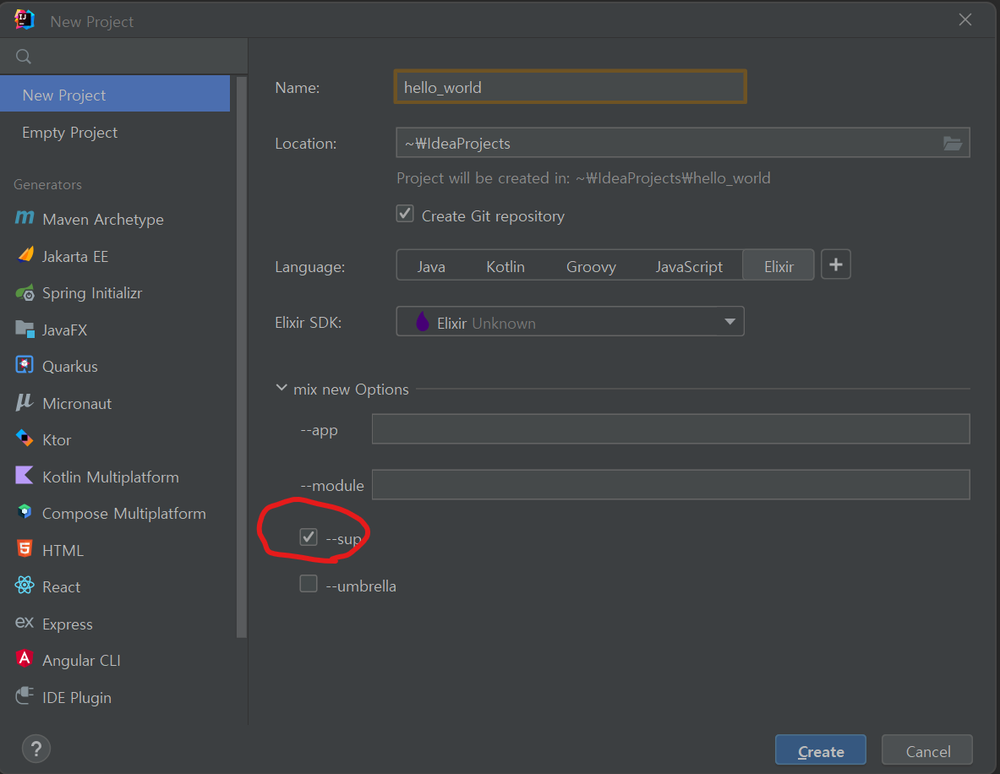 New Project
New Project
Empty Project
Generators
Maven Archetype
Jakarta EE
Spring Initializr
JavaFX
Quarkus
Micronaut
Ktor
Kotlin Multiplatform
Compose Multiplatform
HTML
React
Express
Angular CLI
IDE Plugin
Name: hello_world
Location: ~₩IdeaProjects
Project will be created in: ~₩IdeaProjects₩hello_world
Create Git repository
Language: Java Kotlin Groovy JavaScript Elixir +
Elixir SDK: Elixir Unknown
mix new Options
--app
--module
--sup
--umbrella
? Create Cancel